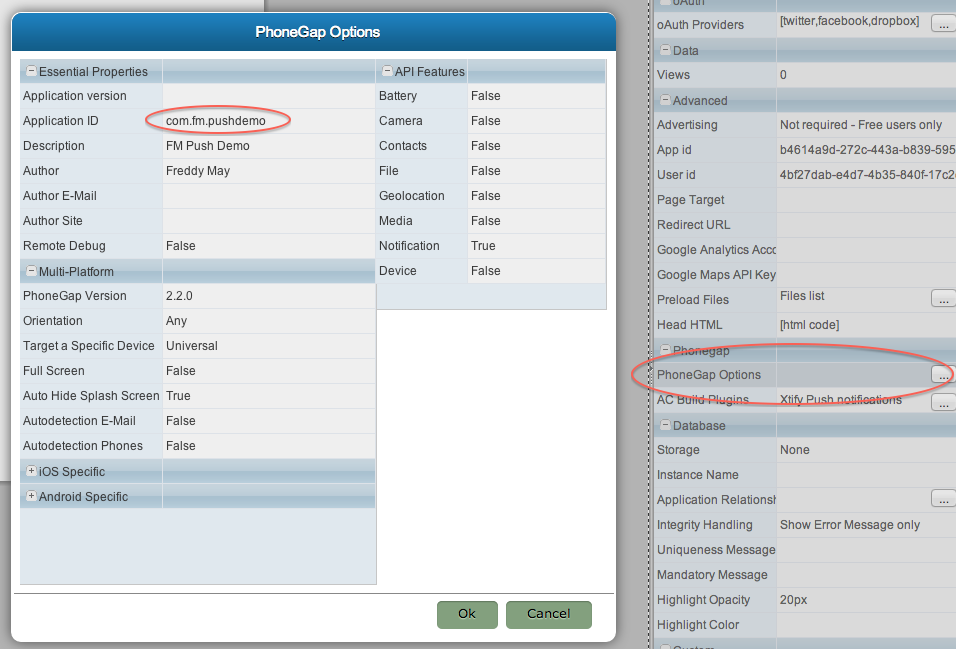 PhoneGap Options
Essential Properties
Application version
Application ID com.fm.pushdemo
Description FM Push Demo
Author Freddy May
Author E-Mail
Author Site
Remote Debug False
Multi-Platform
PhoneGap Version 2.2.0
Orientation Any
Target a Specific Device Universal
Full Screen False
Auto Hide Splash Screen True
Autodetection E-Mail False
Autodetection Phones False
iOS Specific
Android Specific
API Features
Battery False
Camera False
Contacts False
File False
Geolocation False
Media False
Notification True
Device False
Ok Cancel
oAuth
oAuth Providers [twitter,facebook,dropbox] ...
Data
Views 0
Advanced
Advertising Not required - Free users only
App id b4614a9d-272c-443a-b839-595
User id 4bf27dab-e4d7-4b35-840f-17c2
Page Target
Redirect URL
Google Analytics Acco
Google Maps API Key
Preload Files Files list ...
Head HTML [html code]
Phonegap
PhoneGap Options ...
AC Build Plugins Xtify Push notifications ...
Database
Storage None
Instance Name
Application Relationsh ...
Integrity Handling Show Error Message only
Uniqueness Message
Mandatory Message
Highlight Opacity 20px
Highlight Color
Custom